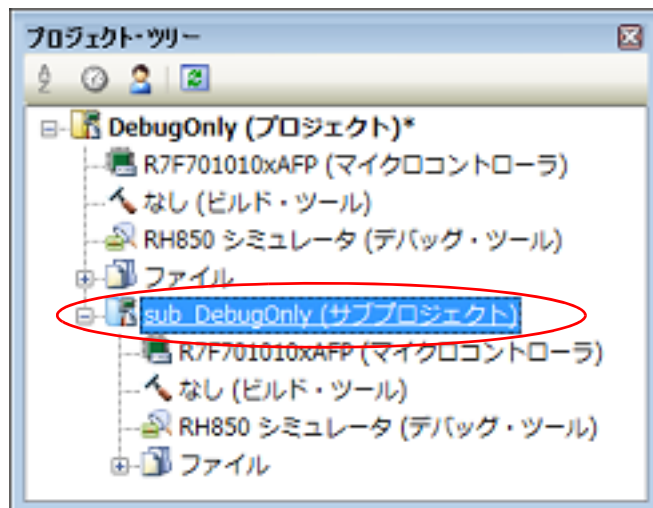 プロジェクト・ツリー
DebugOnly (プロジェクト)*
R7F701010xAFP (マイクロコントローラ)
なし (ビルド・ツール)
RH850 シミュレータ (デバッグ・ツール)
ファイル
sub_DebugOnly (サブプロジェクト)
R7F701010xAFP (マイクロコントローラ)
なし (ビルド・ツール)
RH850 シミュレータ (デバッグ・ツール)
ファイル